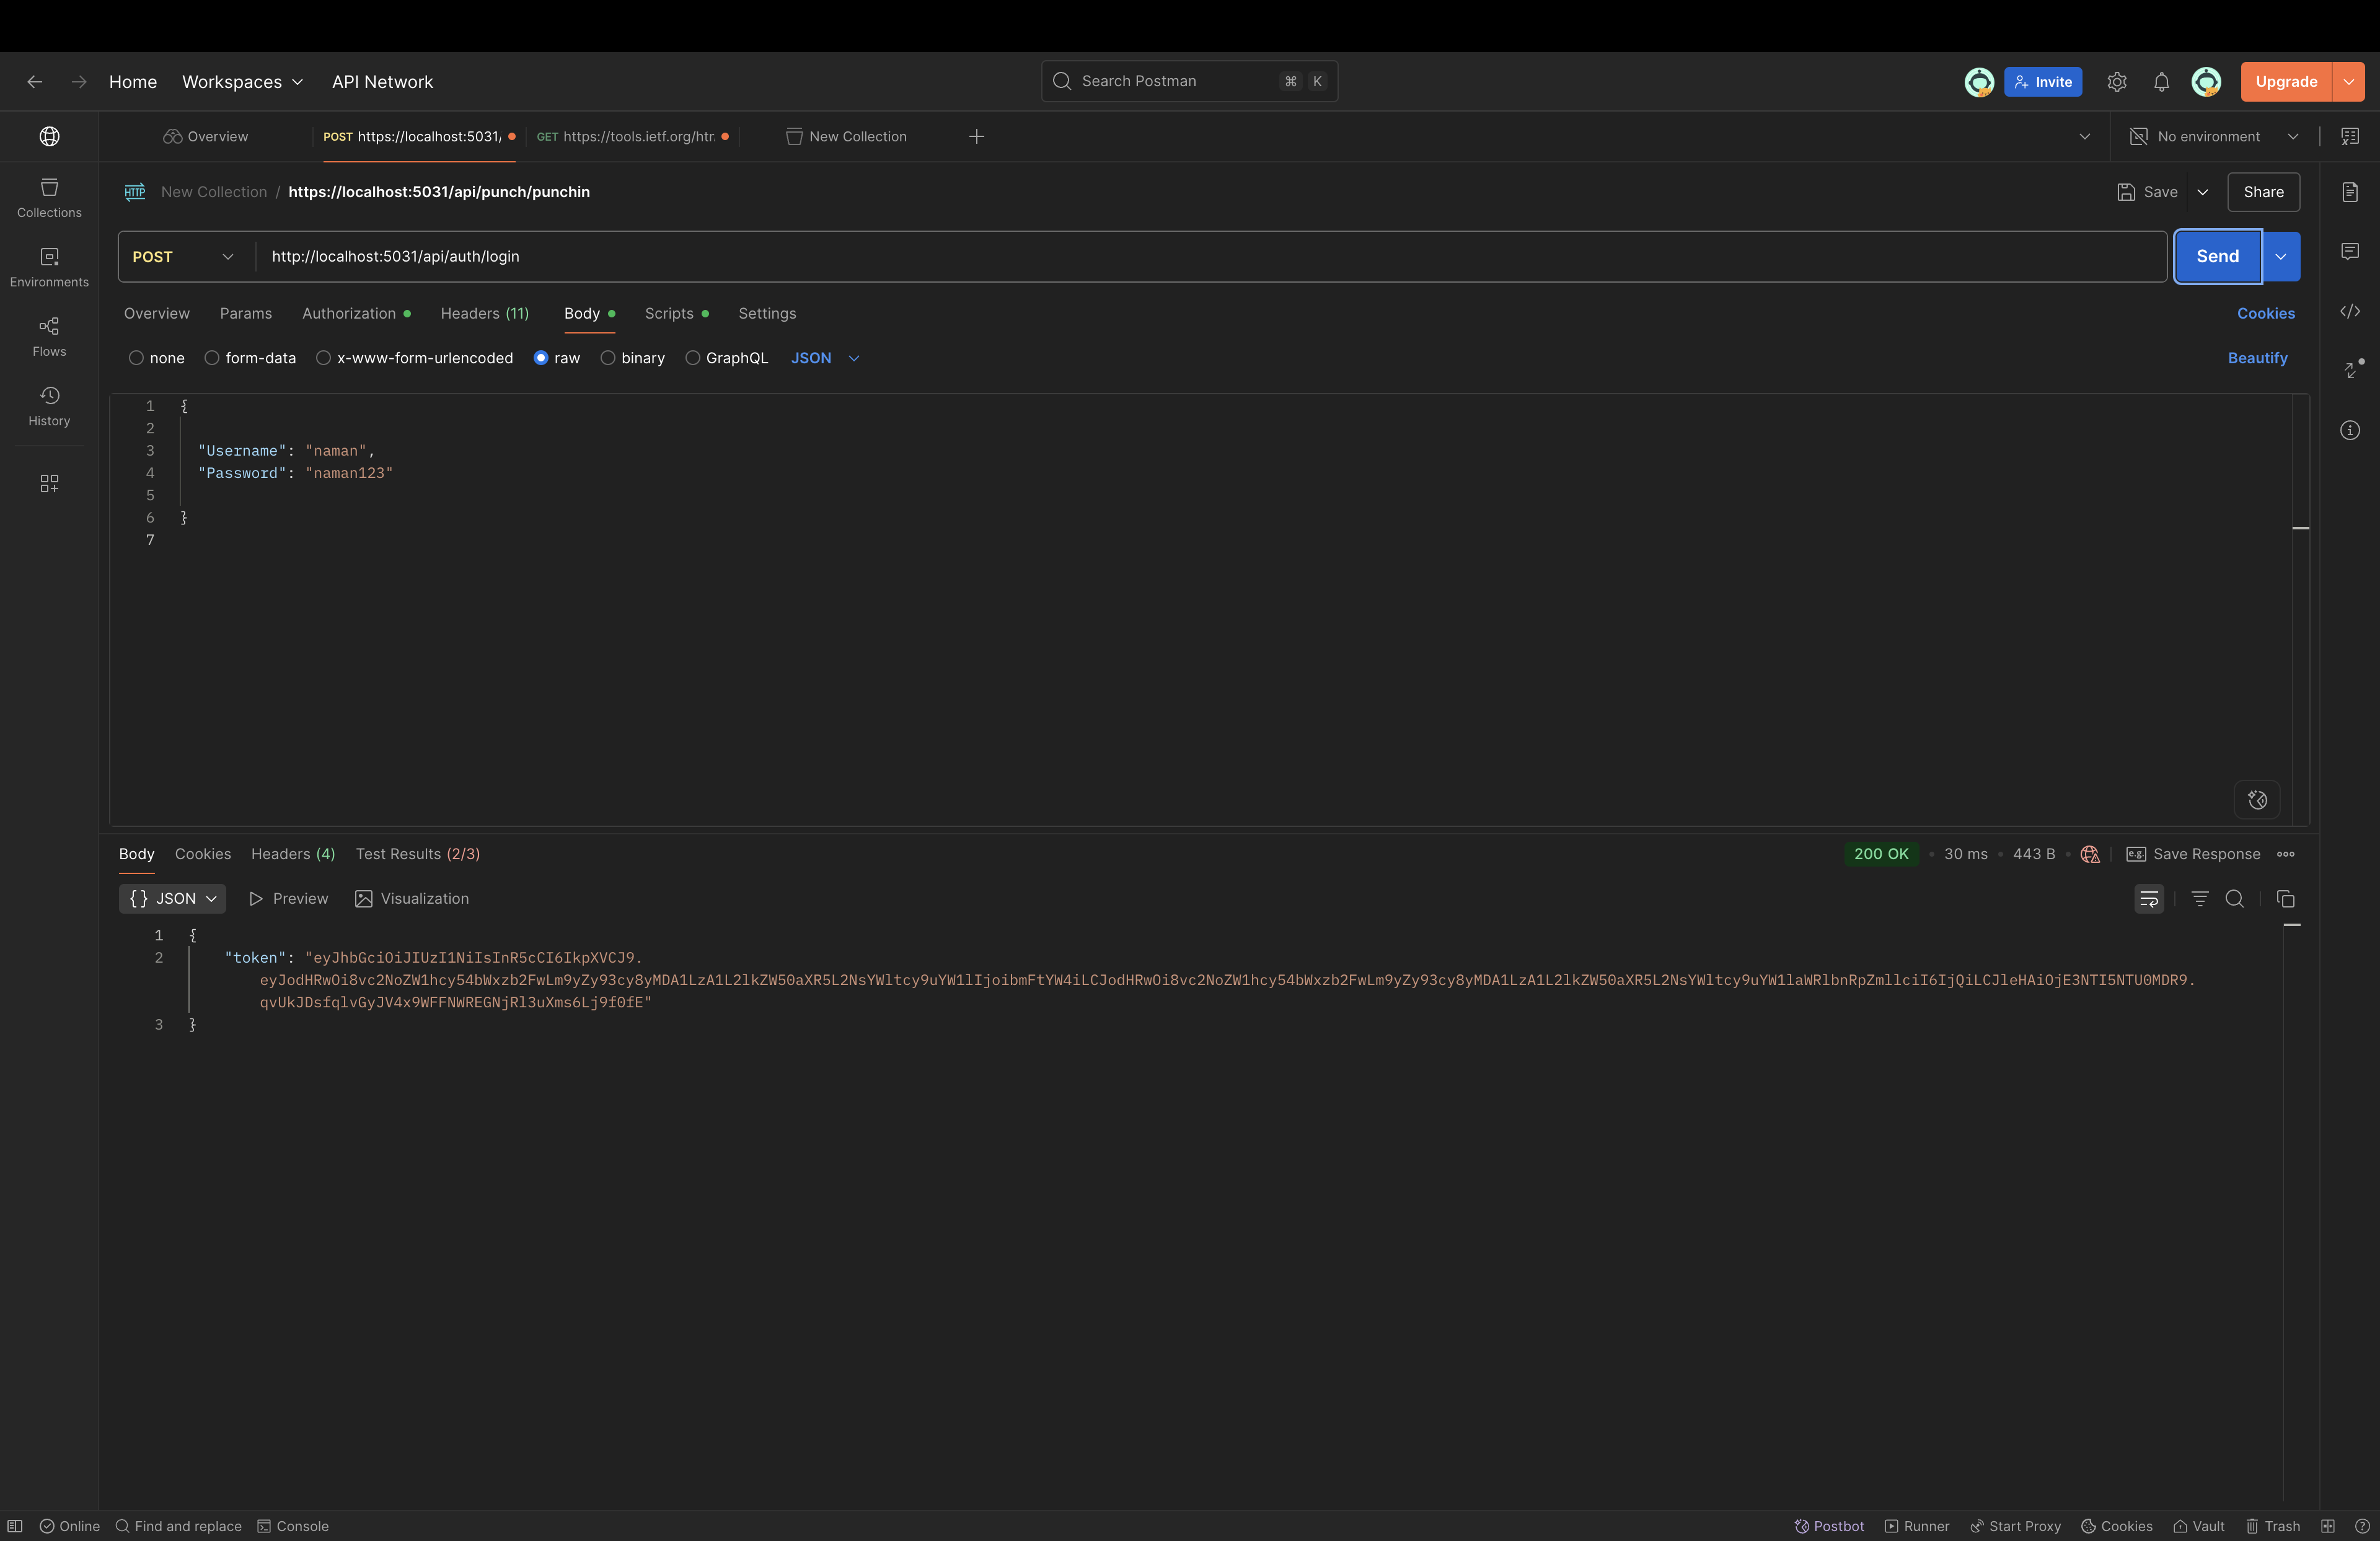 Home
Workspaces
API Network
Search Postman
⌘ K
Invite
Upgrade
Overview
POST https://localhost:5031/
GET https://tools.ietf.org/htr
New Collection
No environment
Collections
Environments
Flows
History
HTTP
New Collection / https://localhost:5031/api/punch/punchin
Save
Share
POST
http://localhost:5031/api/auth/login
Send
Overview
Params
Authorization
Headers (11)
Body
Scripts
Settings
Cookies
none
form-data
x-www-form-urlencoded
raw
binary
GraphQL
JSON
Beautify
1 {
2
3 "Username": "naman",
4 "Password": "naman123"
5
6 }
7
Body
Cookies
Headers (4)
Test Results (2/3)
200 OK
30 ms
443 B
e.g.
Save Response
{} JSON
Preview
Visualization
1 {
2 "token": "eyJhbGciOiJIUzI1NiIsInR5cCI6IkpXVCJ9.
eyJodHRwOi8vc2NoZW1hcy54bWxzb2FwLm9yZy93cy8yMDA1LzA1L2lkZW50aXR5L2NsYWltcy9uYW1lIjoibmFtYW4iLCJodHRwOi8vc2NoZW1hcy54bWxzb2FwLm9yZy93cy8yMDA1LzA1L2lkZW50aXR5L2NsYWltcy9uYW1laWRlbnRpZmllciI6IjQiLCJleHAiOjE3NTI5NTU0MDR9.
qvUkJDsfqlvGyJV4x9WFFNWREGNjRl3uXms6Lj9f0fE"
3 }
Online
Find and replace
Console
Postbot
Runner
Start Proxy
Cookies
Vault
Trash